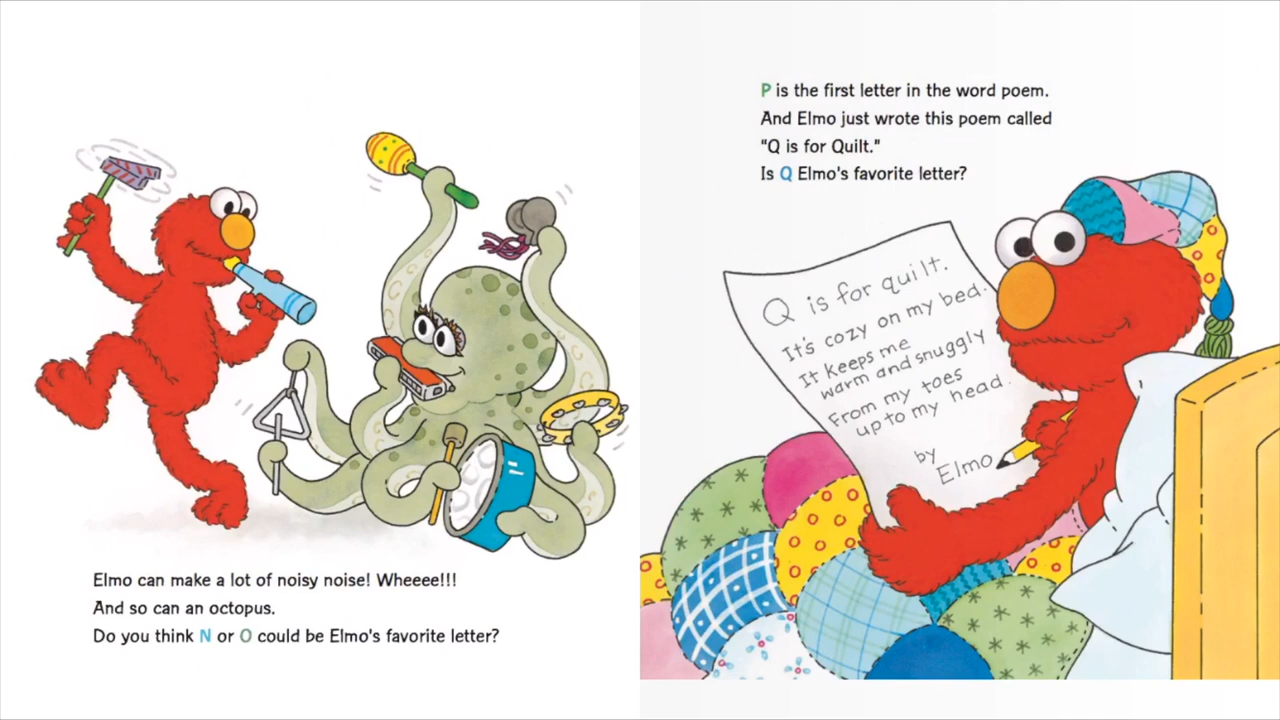 Elmo can make a lot of noisy noise! Wheeee!!!
And so can an octopus.
Do you think N or O could be Elmo's favorite letter?
P is the first letter in the word poem.
And Elmo just wrote this poem called
"Q is for Quilt."
Is Q Elmo's favorite letter?
Q is for quilt.
It's cozy on my bed.
It keeps me
warm and snuggly
From my toes
up to my head.
by
Elmo